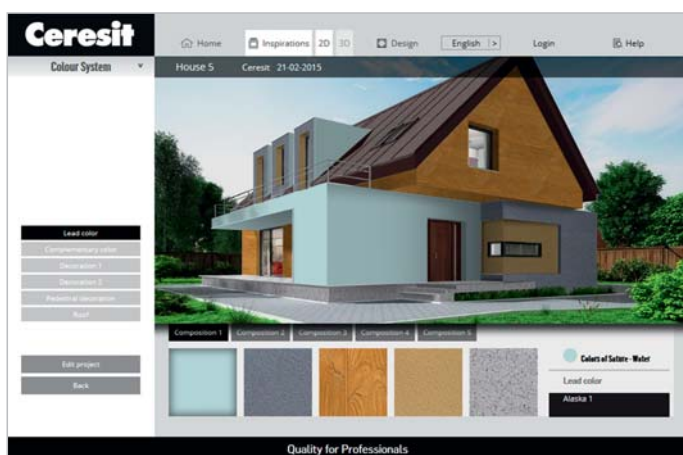 Ceresit
Home Inspirations 2D 3D Design English > Login Help
Colour System
House 5 Ceresit 21-02-2015
Lead color
Complementary color
Decoration 1
Decoration 2
Pedestral decoration
Roof
Edit project
Back
Composition 1 Composition 2 Composition 3 Composition 4 Composition 5
Colors of Nature - Water
Lead color
Alaska 1
Quality for Professionals